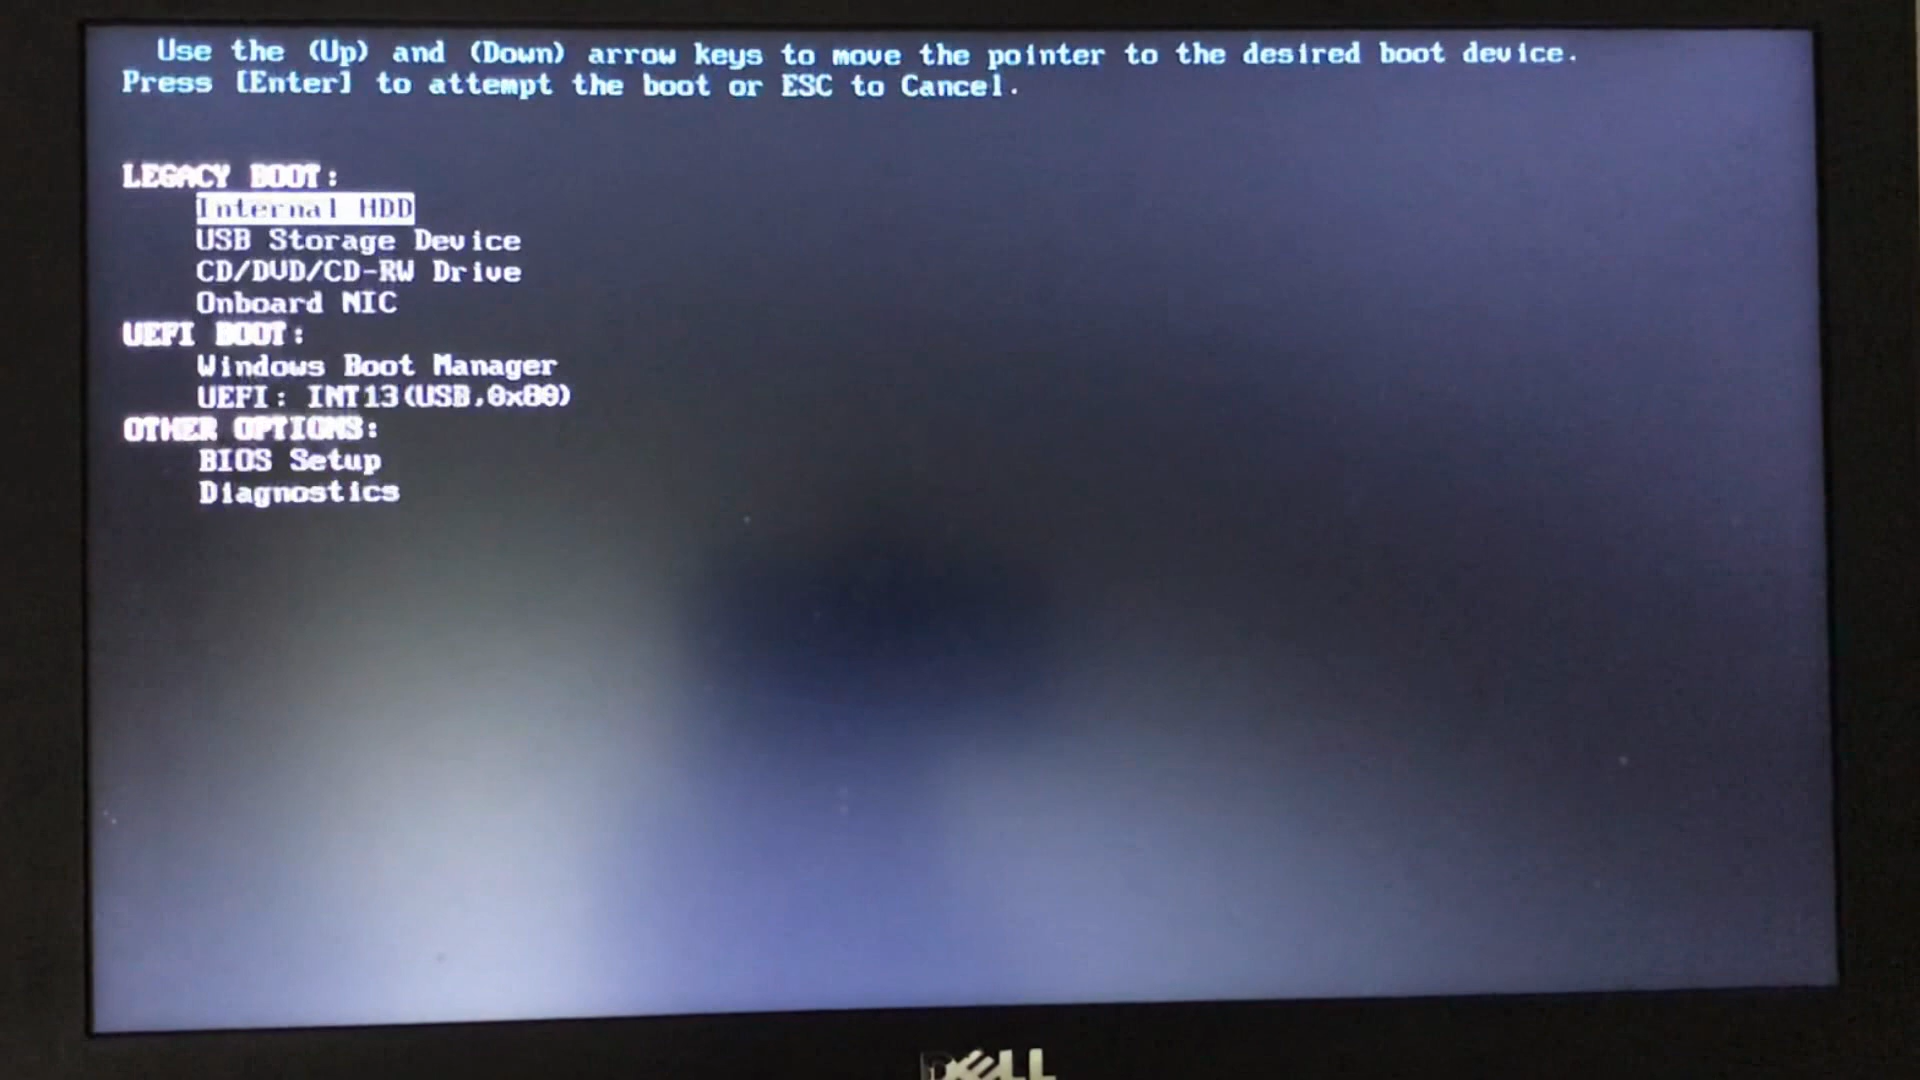 Use the (Up) and (Down) arrow keys to move the pointer to the desired boot device.
Press [Enter] to attempt the boot or ESC to Cancel.
LEGACY BOOT:
Internal HDD
USB Storage Device
CD/DVD/CD-RW Drive
Onboard NIC
UEFI BOOT:
Windows Boot Manager
UEFI: INT13(USB,0x80)
OTHER OPTIONS:
BIOS Setup
Diagnostics
DELL